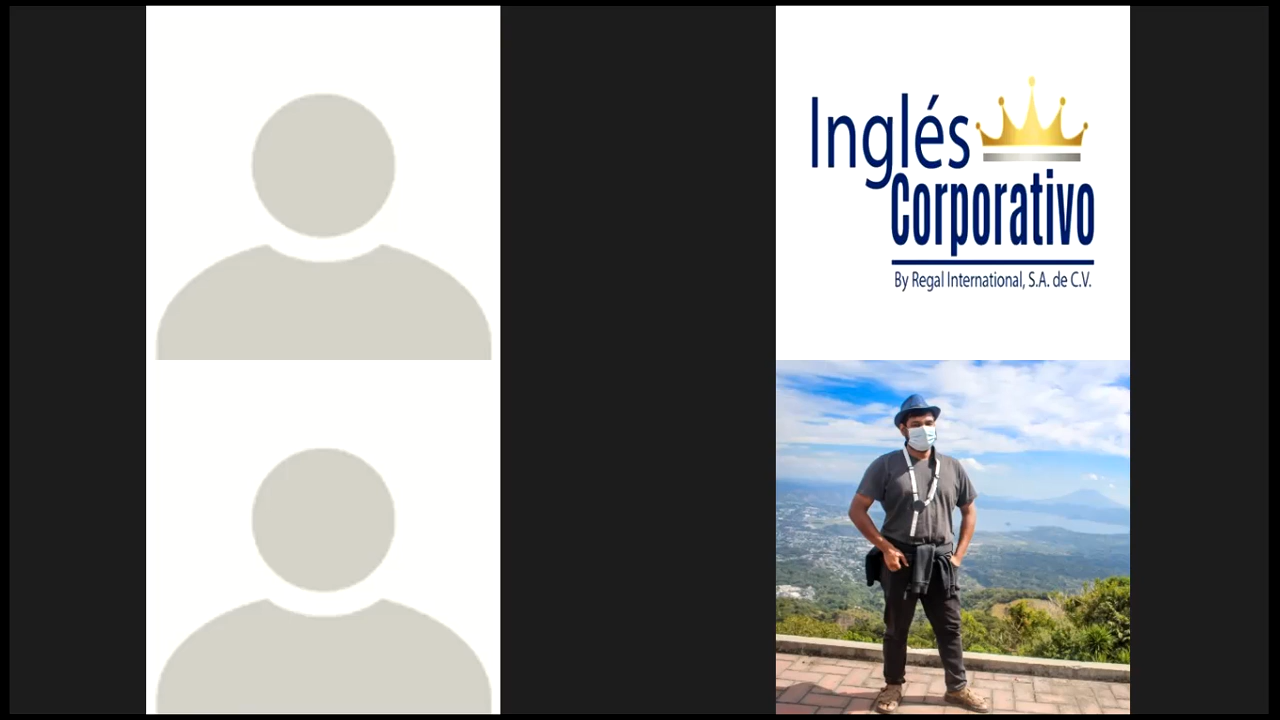 Inglés
Corporativo
By Regal International, S.A. de C.V.